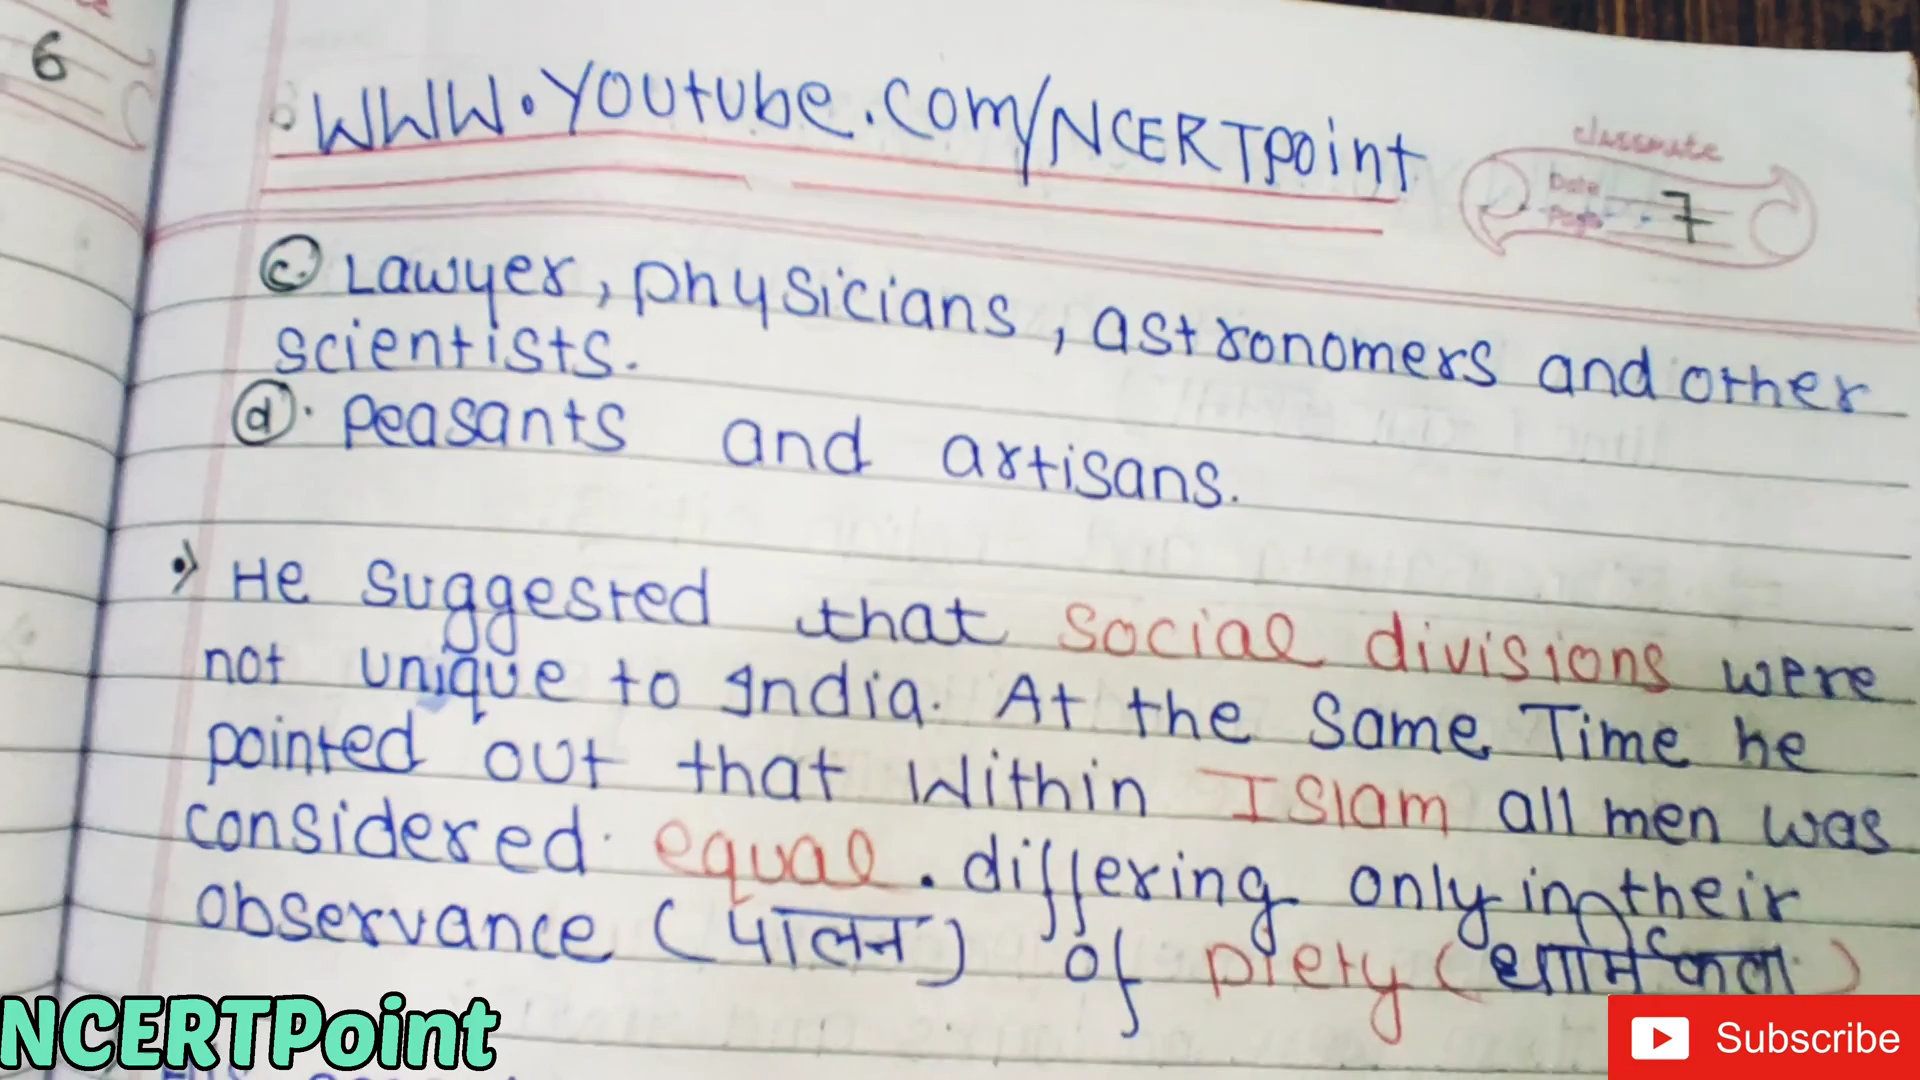 6
www.Youtube.com/NCERTpoint
classmate
Date
Page
7
c. Lawyer, physicians, astronomers and other
scientists.
d. Peasants and artisans.
He suggested that social divisions were
not unique to India. At the Same Time he
pointed out that Within ISlam all men was
considered equal. differing only in their
observance (पालन) of piety (धार्मिकता)
NCERTPoint
Subscribe